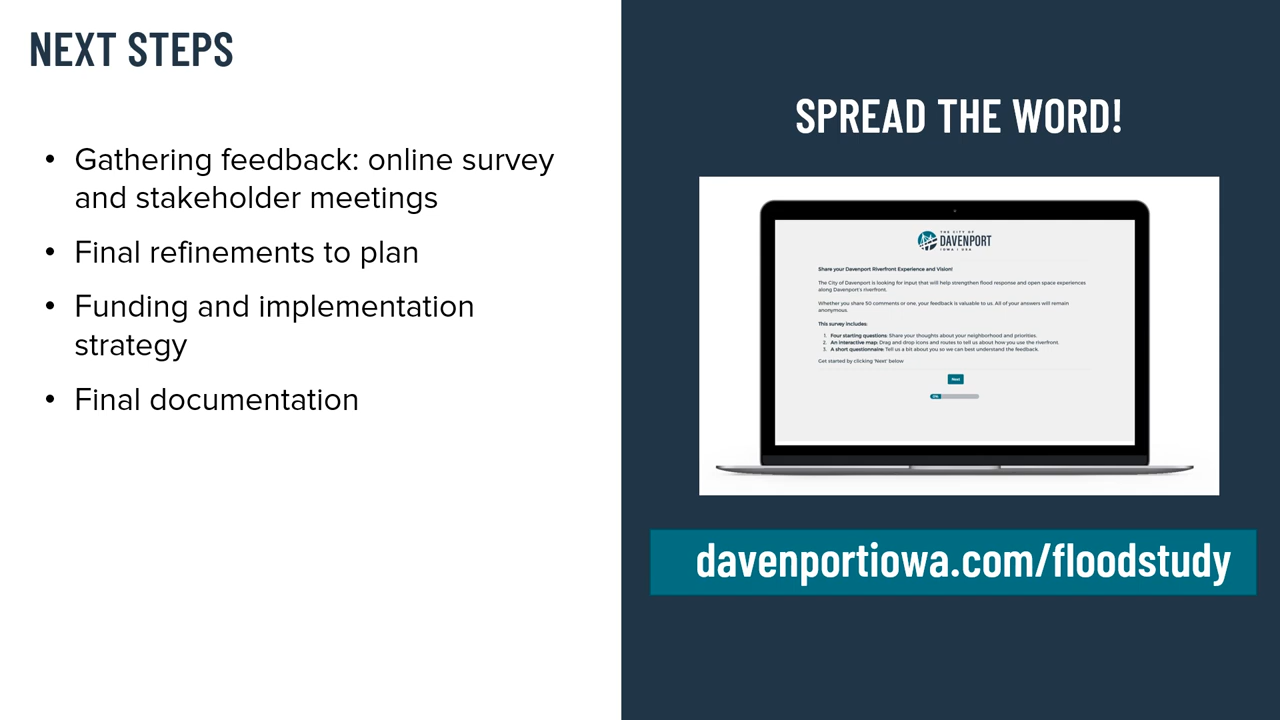 NEXT STEPS
• Gathering feedback: online survey
and stakeholder meetings
• Final refinements to plan
• Funding and implementation
strategy
• Final documentation
SPREAD THE WORD!
THE CITY OF
DAVENPORT
IOWA | USA
Share your Davenport Riverfront Experience and Vision!
The City of Davenport is looking for input that will help strengthen flood response and open space experiences
along Davenport's riverfront.
Whether you share 50 comments or one, your feedback is valuable to us. All of your answers will remain
anonymous.
This survey includes:
1. Four starting questions: Share your thoughts about your neighborhood and priorities.
2. An interactive map: Drag and drop icons and routes to tell us about how you use the riverfront.
3. A short questionnaire: Tell us a bit about you so we can best understand the feedback.
Get started by clicking 'Next' below
Next
davenportiowa.com/floodstudy